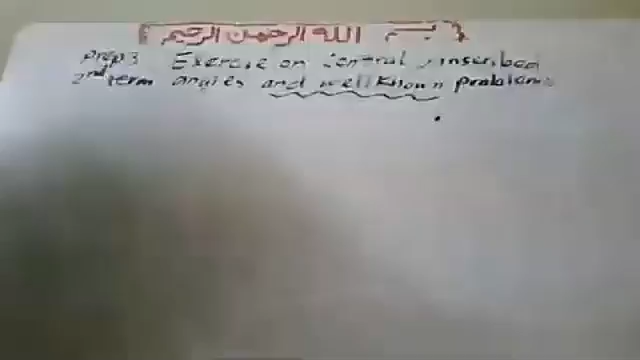 بسم الله الرحمن الرحيم
prep3 Exercise on central, inscribed
2nd term angles and well known problems